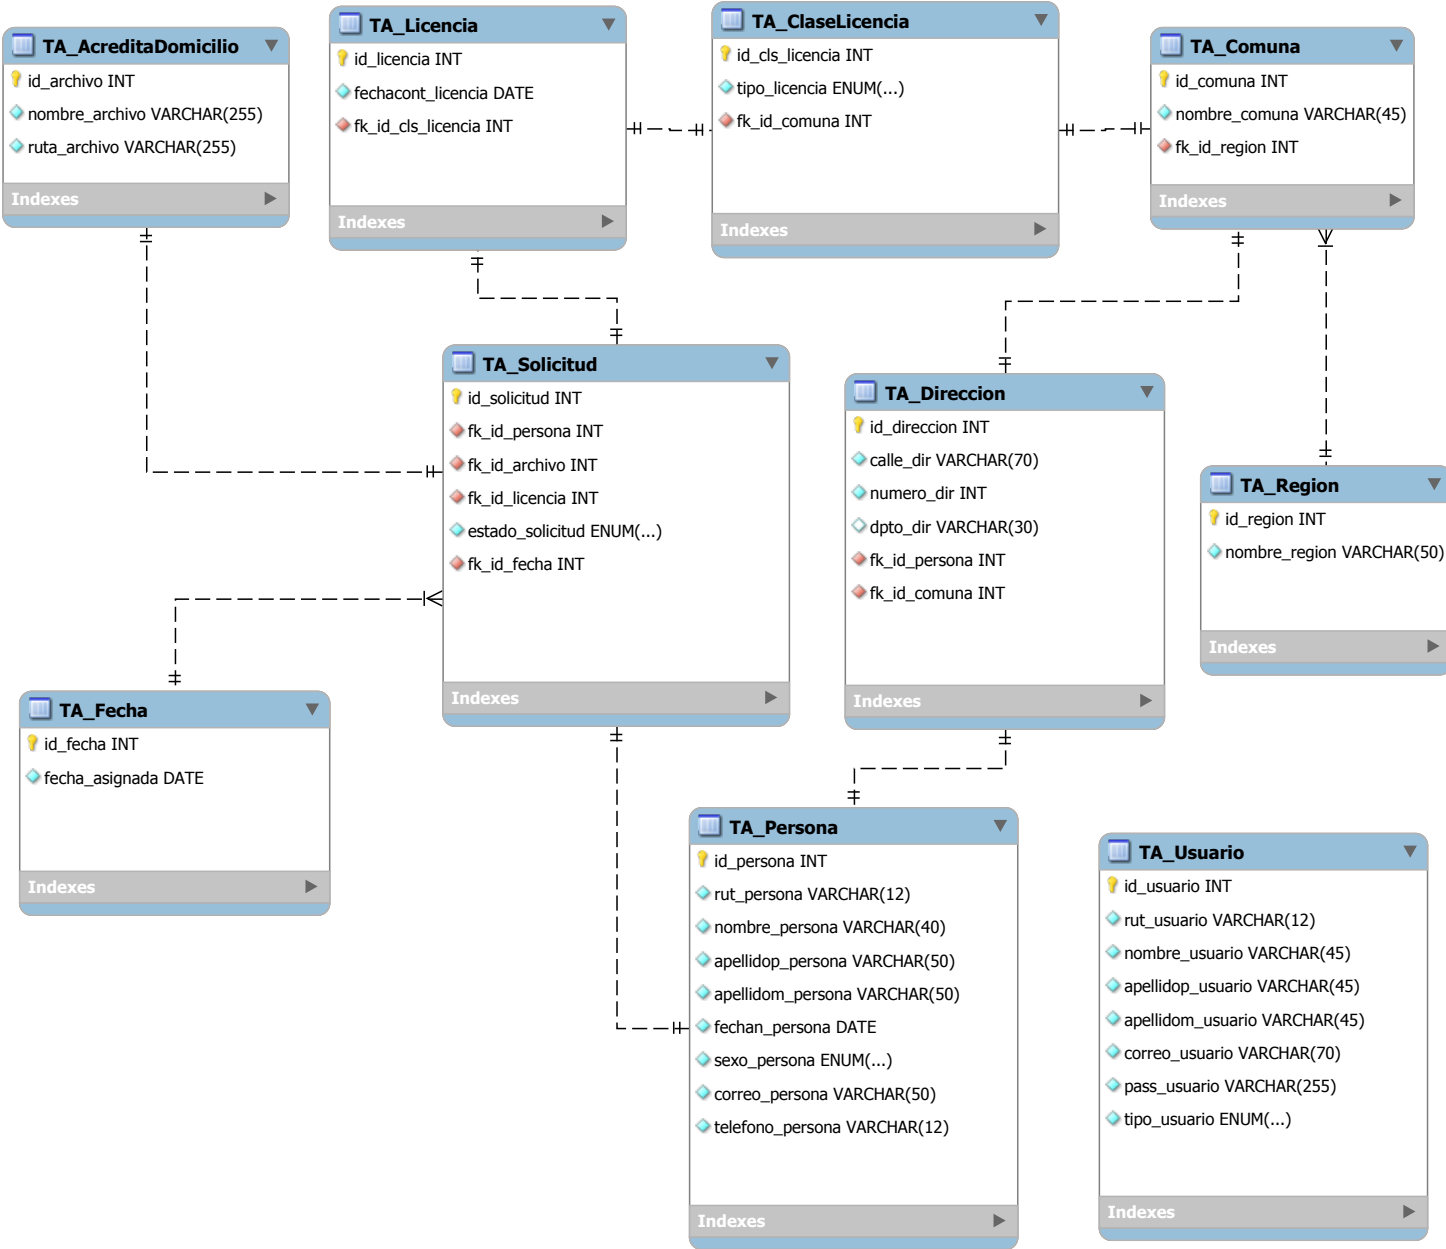 TA_AcreditaDomicilio
id_archivo INT
nombre_archivo VARCHAR(255)
ruta_archivo VARCHAR(255)
Indexes
TA_Licencia
id_licencia INT
fechacont_licencia DATE
fk_id_cls_licencia INT
Indexes
TA_ClaseLicencia
id_cls_licencia INT
tipo_licencia ENUM(...)
fk_id_comuna INT
Indexes
TA_Comuna
id_comuna INT
nombre_comuna VARCHAR(45)
fk_id_region INT
Indexes
TA_Solicitud
id_solicitud INT
fk_id_persona INT
fk_id_archivo INT
fk_id_licencia INT
estado_solicitud ENUM(...)
fk_id_fecha INT
Indexes
TA_Direccion
id_direccion INT
calle_dir VARCHAR(70)
numero_dir INT
dpto_dir VARCHAR(30)
fk_id_persona INT
fk_id_comuna INT
Indexes
TA_Region
id_region INT
nombre_region VARCHAR(50)
Indexes
TA_Fecha
id_fecha INT
fecha_asignada DATE
Indexes
TA_Persona
id_persona INT
rut_persona VARCHAR(12)
nombre_persona VARCHAR(40)
apellidop_persona VARCHAR(50)
apellidom_persona VARCHAR(50)
fechan_persona DATE
sexo_persona ENUM(...)
correo_persona VARCHAR(50)
telefono_persona VARCHAR(12)
Indexes
TA_Usuario
id_usuario INT
rut_usuario VARCHAR(12)
nombre_usuario VARCHAR(45)
apellidop_usuario VARCHAR(45)
apellidom_usuario VARCHAR(45)
correo_usuario VARCHAR(70)
pass_usuario VARCHAR(255)
tipo_usuario ENUM(...)
Indexes